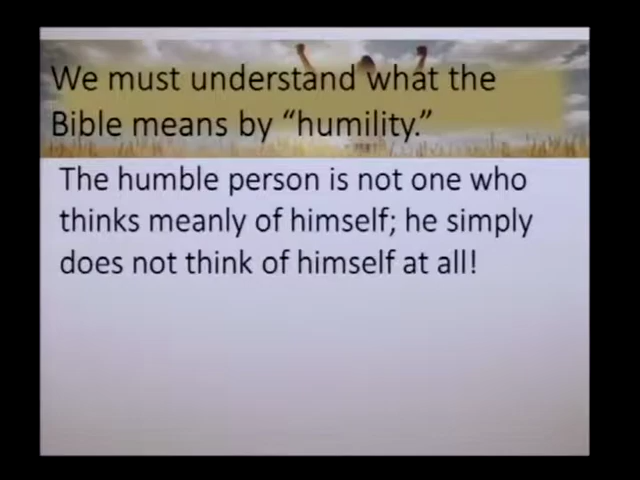 We must understand what the
Bible means by “humility.”
The humble person is not one who
thinks meanly of himself; he simply
does not think of himself at all!